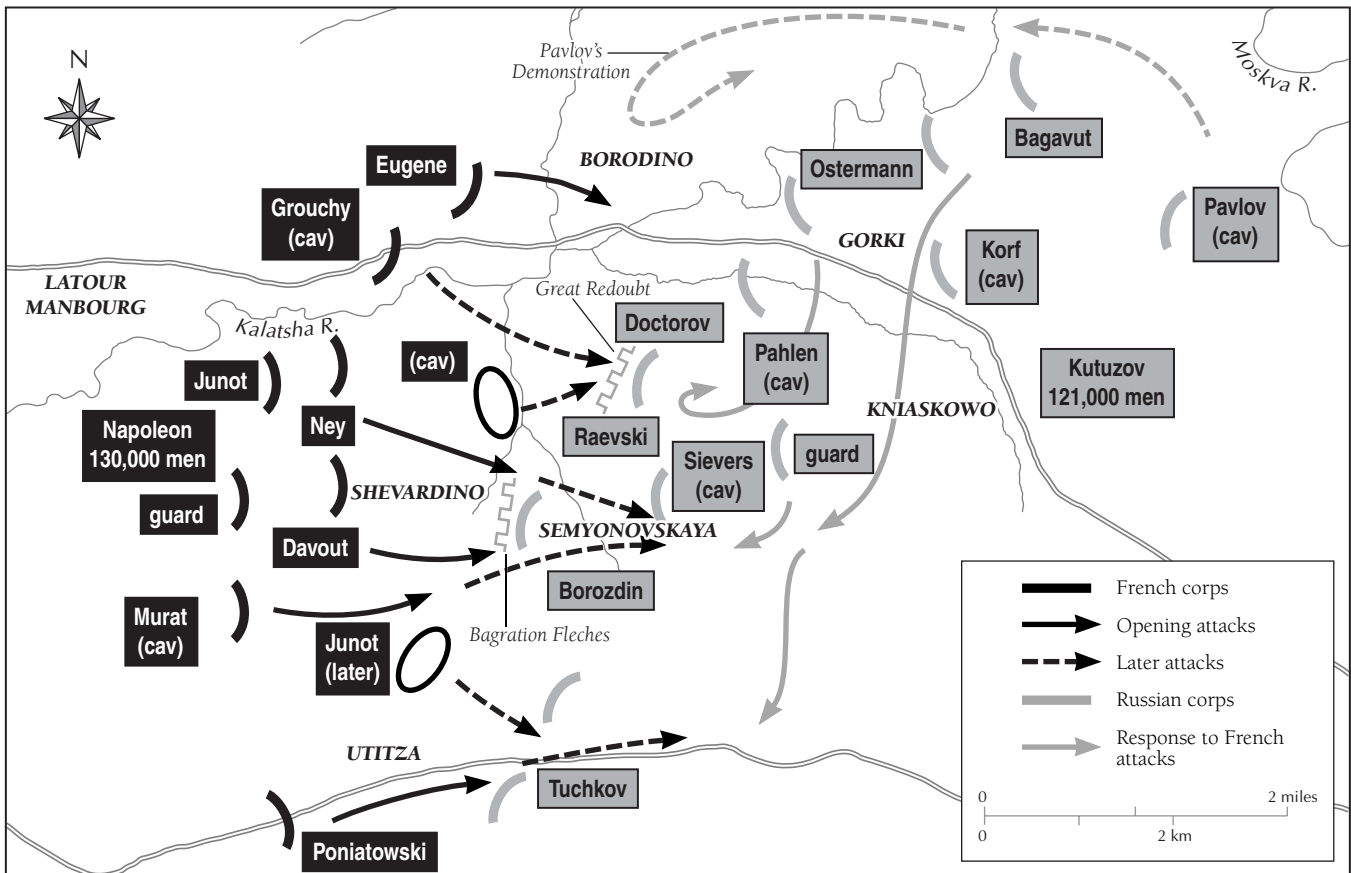 N
Pavlov's
Demonstration
Moskva R.
Bagavut
BORODINO
Eugene
Ostermann
Grouchy
(cav)
Pavlov
(cav)
GORKI
Korf
(cav)
LATOUR
MANBOURG
Great Redoubt
Kalatsha R.
Doctorov
(cav)
Pahlen
(cav)
Kutuzov
121,000 men
Junot
KNIASKOWO
Napoleon
130,000 men
Ney
Raevski
Sievers
(cav)
guard
SHEVARDINO
guard
SEMYONOVSKAYA
Davout
Borozdin
Murat
(cav)
Bagration Fleches
Junot
(later)
UTITZA
Tuchkov
Poniatowski
French corps
Opening attacks
Later attacks
Russian corps
Response to French
attacks
0 2 miles
0 2 km